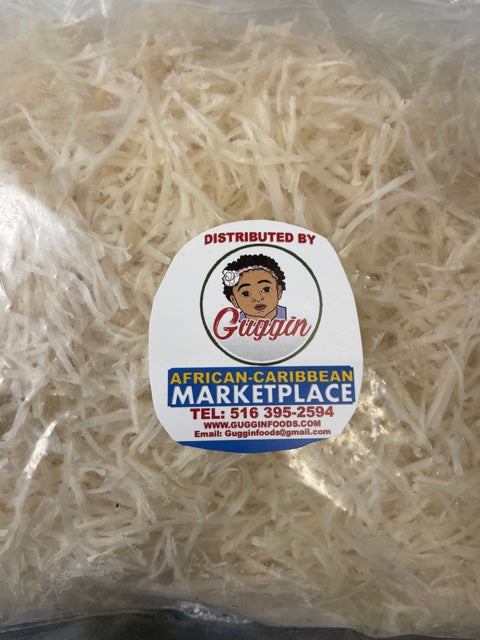 DISTRIBUTED BY
Guggin
AFRICAN-CARIBBEAN
MARKETPLACE
TEL: 516 395-2594
WWW.GUGGINFOODS.COM
Email: Gugginfoods@gmail.com